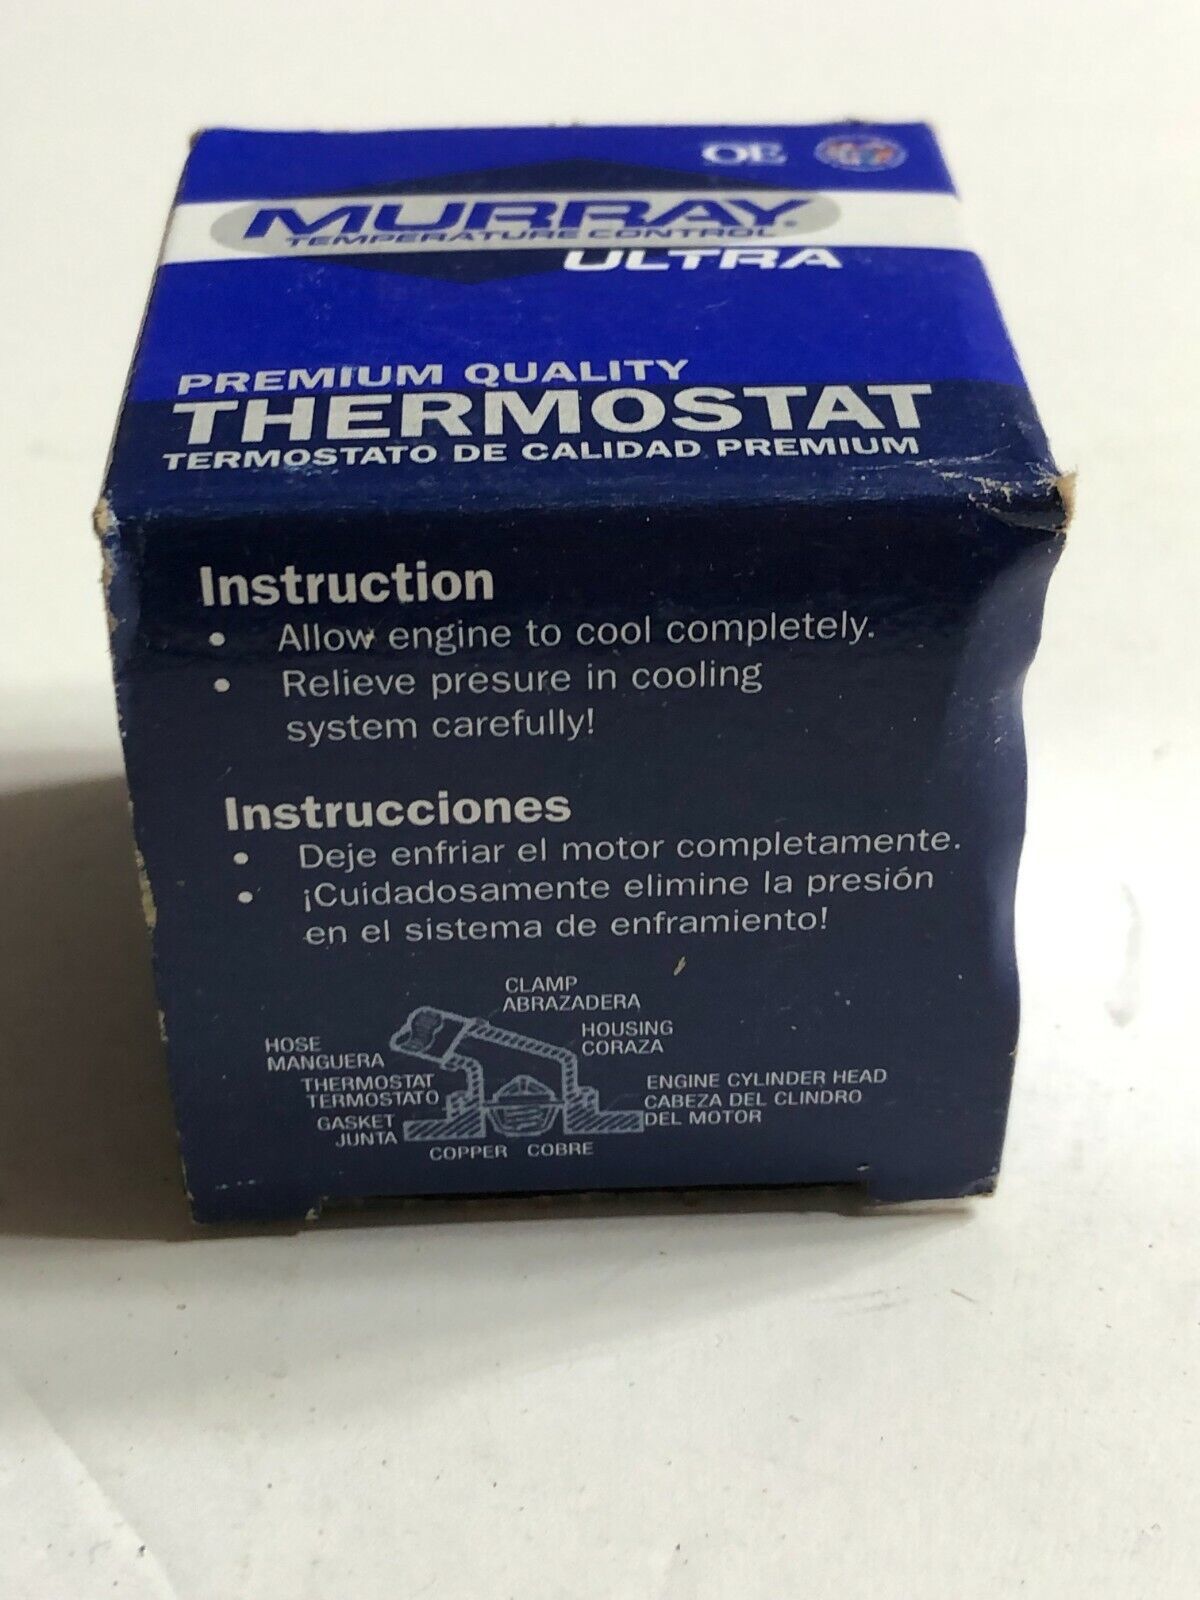 OE
MURRAY®
TEMPERATURE CONTROL
ULTRA
PREMIUM QUALITY
THERMOSTAT
TERMOSTATO DE CALIDAD PREMIUM
Instruction
• Allow engine to cool completely.
• Relieve presure in cooling
system carefully!
Instrucciones
• Deje enfriar el motor completamente.
• ¡Cuidadosamente elimine la presión
en el sistema de enframiento!
CLAMP
ABRAZADERA
HOUSING
CORAZA
HOSE
MANGUERA
THERMOSTAT
TERMOSTATO
ENGINE CYLINDER HEAD
CABEZA DEL CLINDRO
DEL MOTOR
GASKET
JUNTA
COPPER COBRE